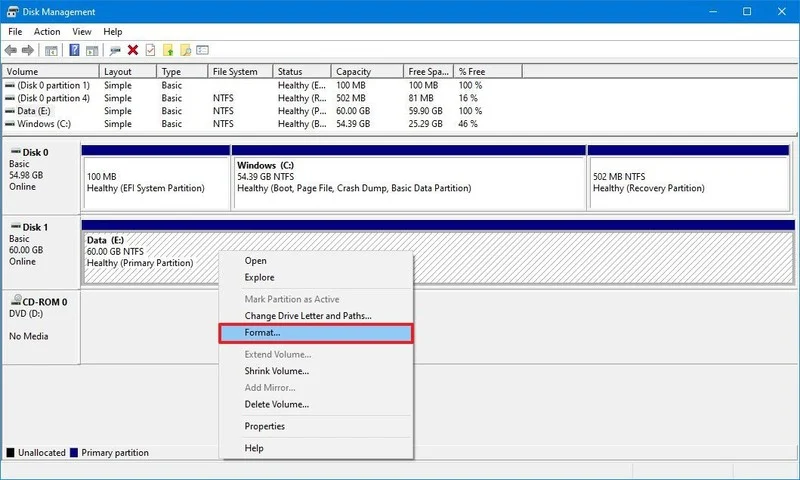 Disk Management
File Action View Help
Volume Layout Type File System Status Capacity Free Spa... % Free
(Disk 0 partition 1) Simple Basic Healthy (E... 100 MB 100 MB 100 %
(Disk 0 partition 4) Simple Basic NTFS Healthy (R... 502 MB 81 MB 16 %
Data (E:) Simple Basic NTFS Healthy (P... 60.00 GB 59.90 GB 100 %
Windows (C:) Simple Basic NTFS Healthy (B... 54.39 GB 25.29 GB 46 %
Disk 0
Basic
54.98 GB
Online
100 MB
Healthy (EFI System Partition)
Windows (C:)
54.39 GB NTFS
Healthy (Boot, Page File, Crash Dump, Basic Data Partition)
502 MB NTFS
Healthy (Recovery Partition)
Disk 1
Basic
60.00 GB
Online
Data (E:)
60.00 GB NTFS
Healthy (Primary Partition)
CD-ROM 0
DVD (D:)
No Media
Open
Explore
Mark Partition as Active
Change Drive Letter and Paths...
Format...
Extend Volume...
Shrink Volume...
Add Mirror...
Delete Volume...
Properties
Help
Unallocated Primary partition